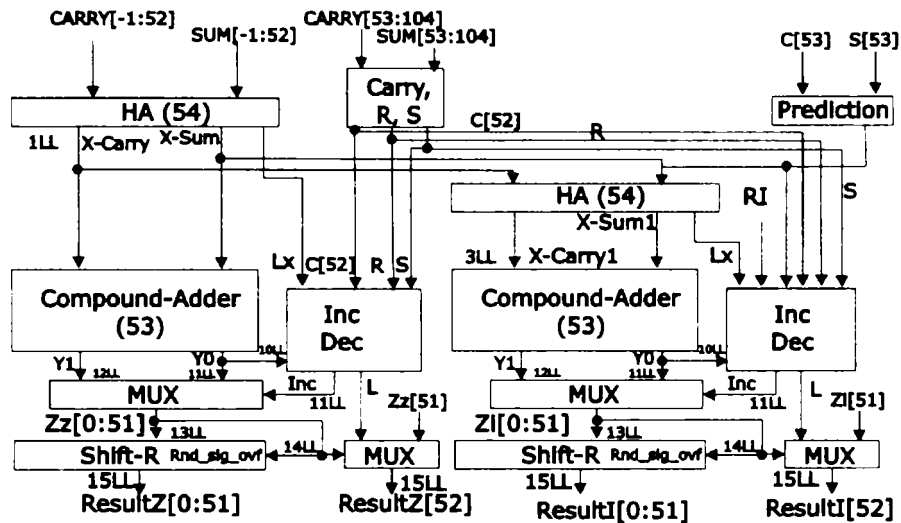 CARRY[-1:52]
SUM[-1:52]
CARRY[53:104]
SUM[53:104]
C[53] S[53]
HA (54)
Carry,
R, S
Prediction
1LL X-Carry X-Sum
C[52]
R
HA (54)
X-Sum1
RI
S
Lx C[52] R S
3LL X-Carry1
Lx
Compound-Adder
(53)
Inc
Dec
Compound-Adder
(53)
Inc
Dec
Y1 12LL Y0 11LL 10LL
MUX
Inc
11LL
L
Zz[51]
Y1 12LL Y0 11LL 10LL
MUX
Inc
11LL
L
ZI[51]
Zz[0:51] 13LL
ZI[0:51] 13LL
Shift-R Rnd_sig_ovf 14LL MUX
Shift-R Rnd_sig_ovf 14LL MUX
15LL
ResultZ[0:51]
15LL
ResultZ[52]
15LL
ResultI[0:51]
15LL
ResultI[52]